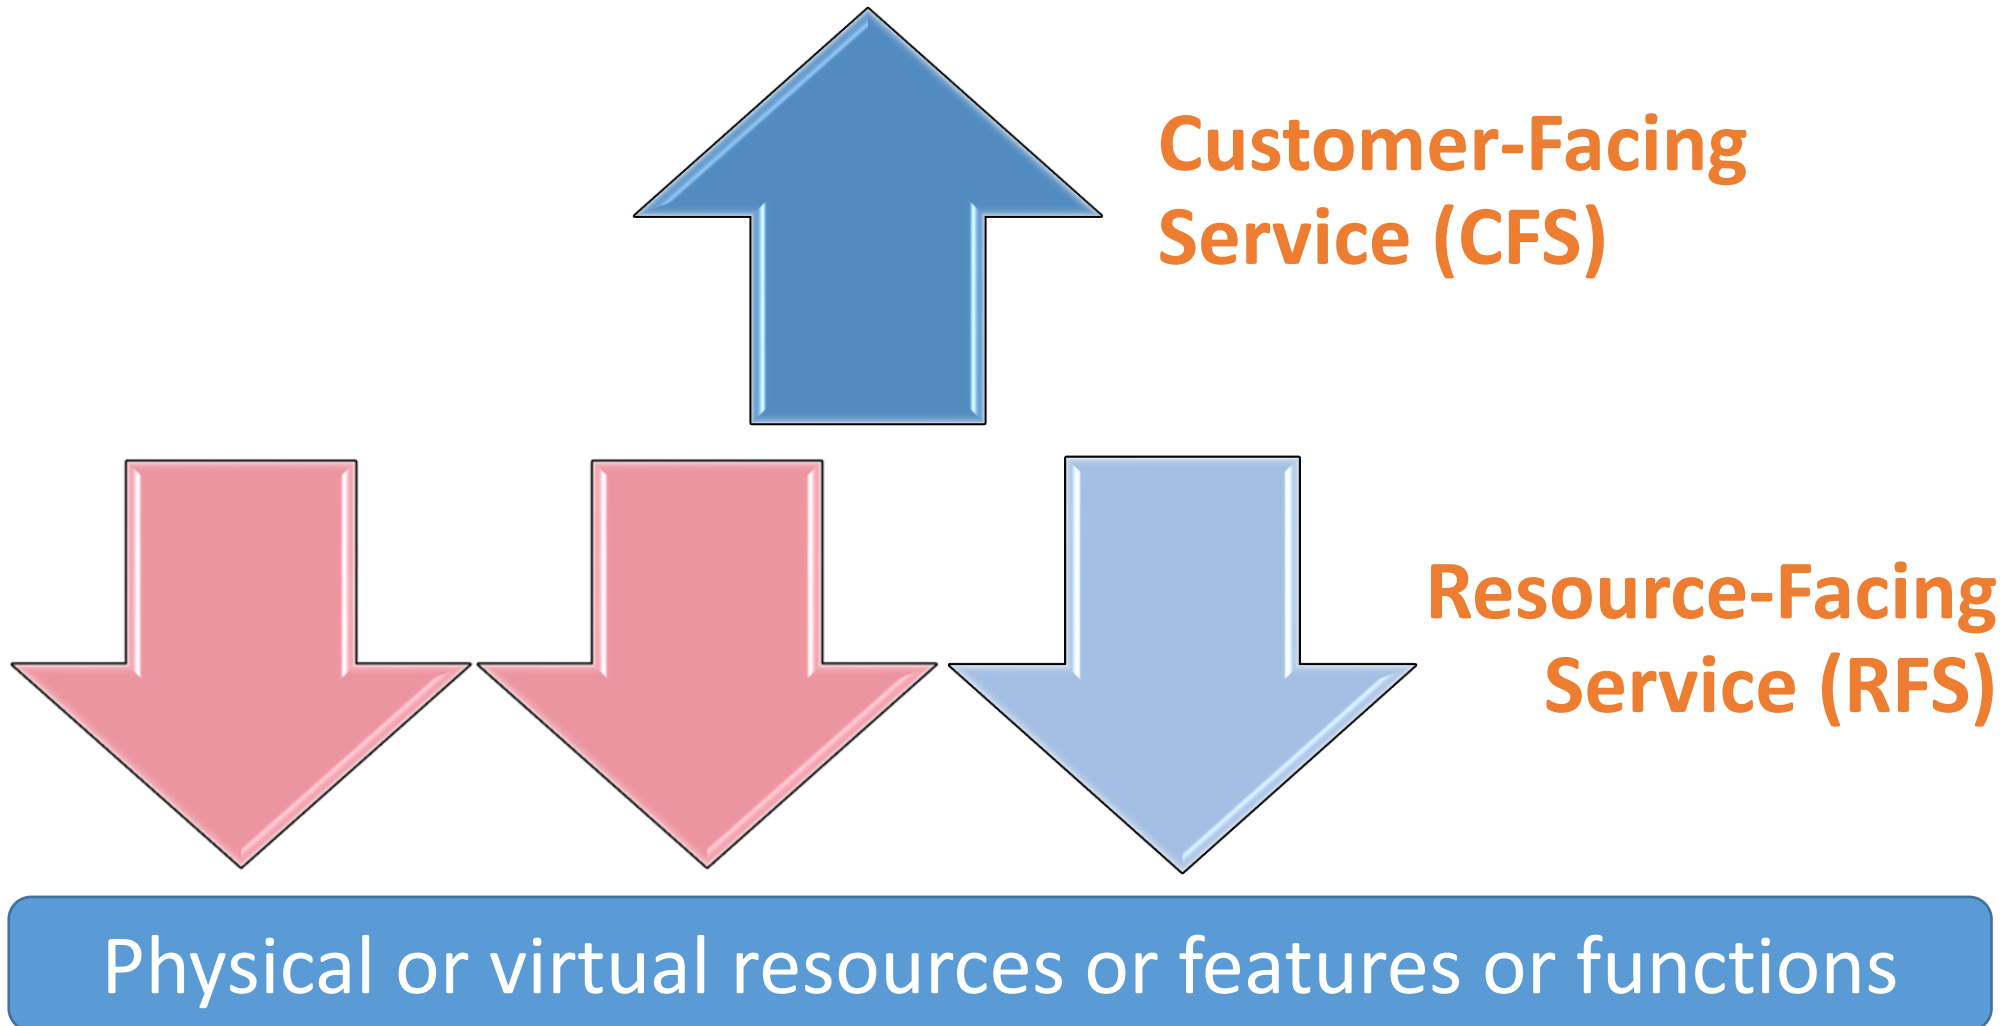 Customer-Facing
Service (CFS)
Resource-Facing
Service (RFS)
Physical or virtual resources or features or functions